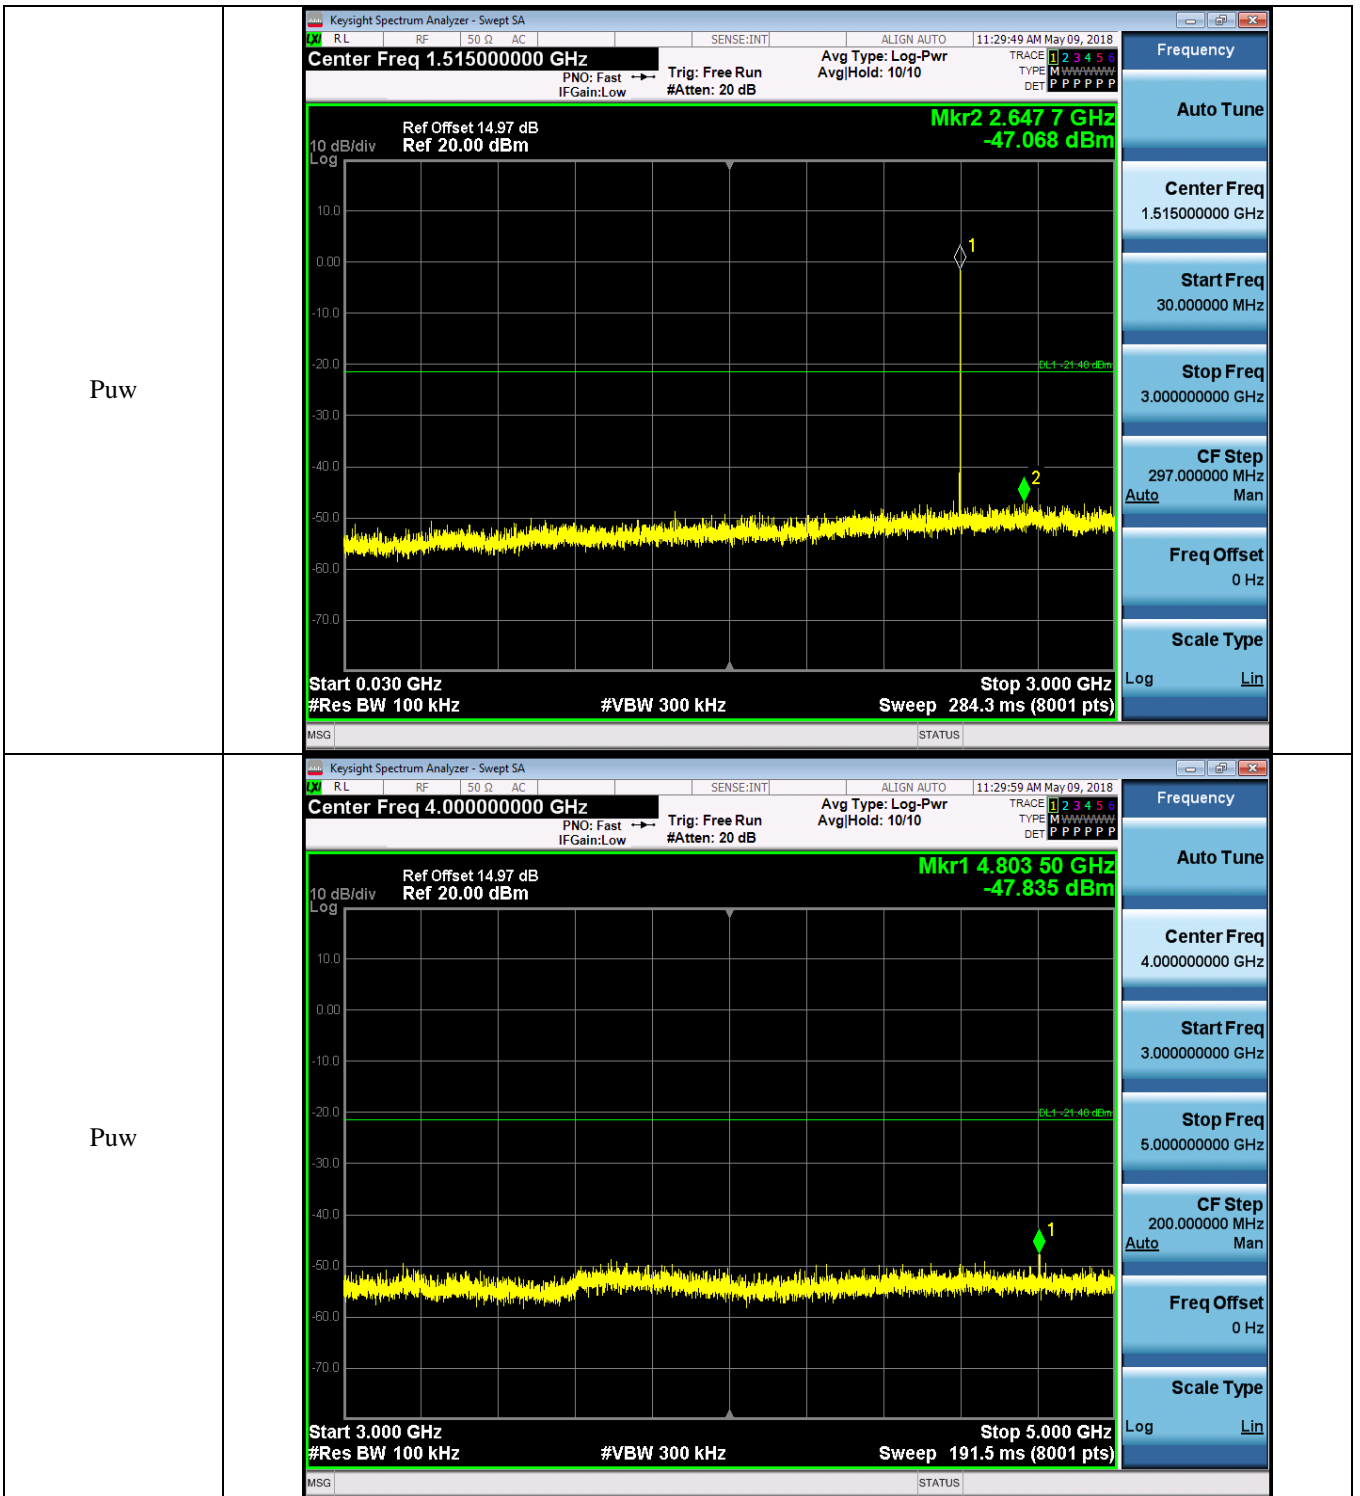 Puw
Keysight Spectrum Analyzer - Swept SA
LXI RL RF 50 Ω AC SENSE:INT ALIGN AUTO 11:29:49 AM May 09, 2018
Center Freq 1.515000000 GHz
PNO: Fast
IFGain:Low
Trig: Free Run
#Atten: 20 dB
Avg Type: Log-Pwr
Avg|Hold: 10/10
TRACE 1 2 3 4 5 6
TYPE M WWWWW
DET P P P P P P
Mkr2 2.647 7 GHz
-47.068 dBm
Ref Offset 14.97 dB
10 dB/div Ref 20.00 dBm
Log
10.0
0.00
-10.0
-20.0
-30.0
-40.0
-50.0
-60.0
-70.0
1
DL1 -21.40 dBm
2
Start 0.030 GHz Stop 3.000 GHz
#Res BW 100 kHz #VBW 300 kHz Sweep 284.3 ms (8001 pts)
MSG STATUS
Frequency
Auto Tune
Center Freq
1.515000000 GHz
Start Freq
30.000000 MHz
Stop Freq
3.000000000 GHz
CF Step
297.000000 MHz
Auto Man
Freq Offset
0 Hz
Scale Type
Log Lin
Puw
Keysight Spectrum Analyzer - Swept SA
LXI RL RF 50 Ω AC SENSE:INT ALIGN AUTO 11:29:59 AM May 09, 2018
Center Freq 4.000000000 GHz
PNO: Fast
IFGain:Low
Trig: Free Run
#Atten: 20 dB
Avg Type: Log-Pwr
Avg|Hold: 10/10
TRACE 1 2 3 4 5 6
TYPE M WWWWW
DET P P P P P P
Mkr1 4.803 50 GHz
-47.835 dBm
Ref Offset 14.97 dB
10 dB/div Ref 20.00 dBm
Log
10.0
0.00
-10.0
-20.0
-30.0
-40.0
-50.0
-60.0
-70.0
DL1 -21.40 dBm
1
Start 3.000 GHz Stop 5.000 GHz
#Res BW 100 kHz #VBW 300 kHz Sweep 191.5 ms (8001 pts)
MSG STATUS
Frequency
Auto Tune
Center Freq
4.000000000 GHz
Start Freq
3.000000000 GHz
Stop Freq
5.000000000 GHz
CF Step
200.000000 MHz
Auto Man
Freq Offset
0 Hz
Scale Type
Log Lin